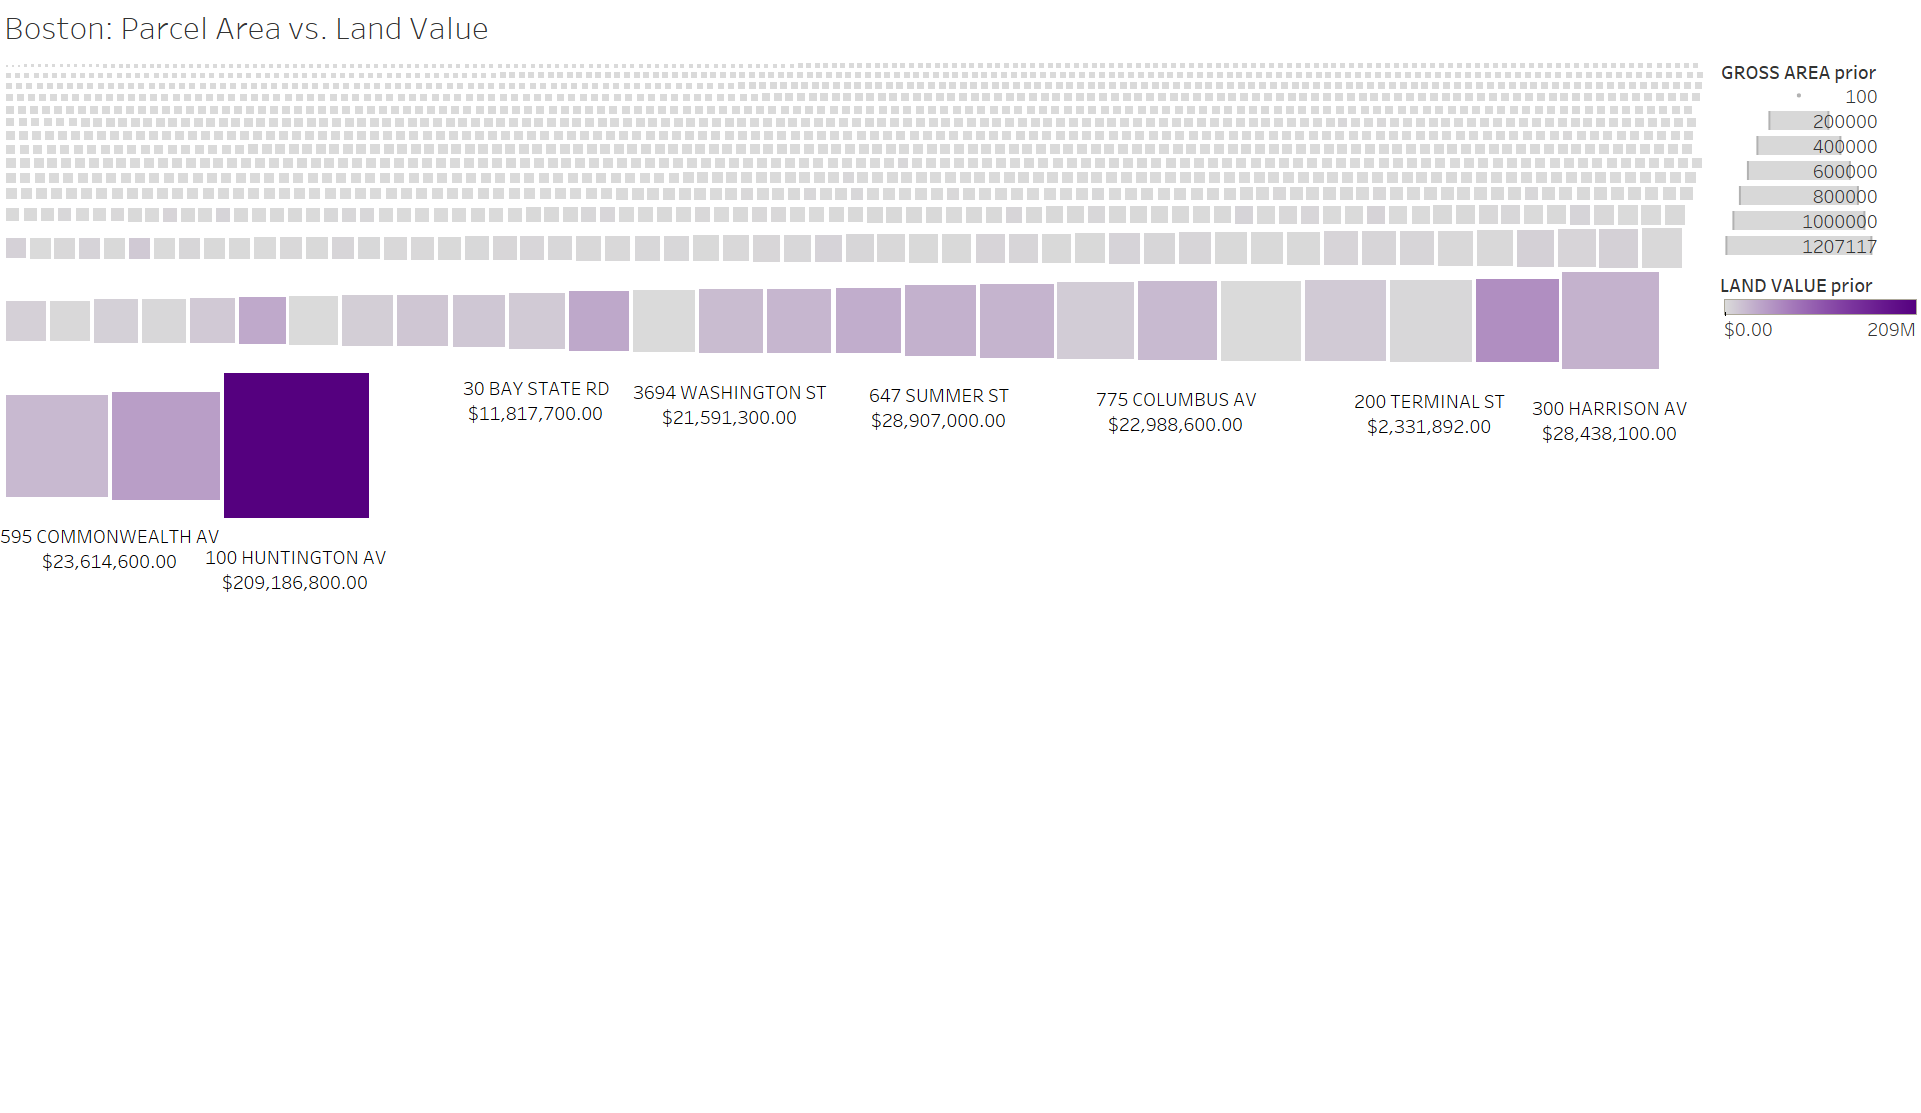 Boston: Parcel Area vs. Land Value
GROSS AREA prior
100
200000
400000
600000
800000
1000000
1207117
LAND VALUE prior
$0.00 209M
30 BAY STATE RD
$11,817,700.00
3694 WASHINGTON ST
$21,591,300.00
647 SUMMER ST
$28,907,000.00
775 COLUMBUS AV
$22,988,600.00
200 TERMINAL ST
$2,331,892.00
300 HARRISON AV
$28,438,100.00
595 COMMONWEALTH AV
$23,614,600.00
100 HUNTINGTON AV
$209,186,800.00